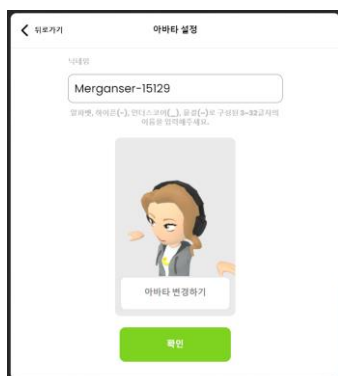 뒤로가기
아바타 설정
닉네임
Merganser-15129
알파벳, 하이픈(-), 언더스코어(_), 물결(~)로 구성된 3~32글자의
이름을 입력해주세요.
아바타 변경하기
확인